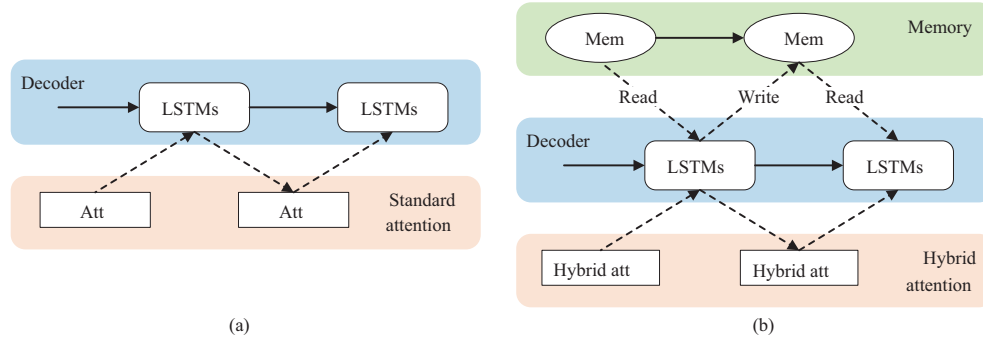 Decoder
LSTMs
LSTMs
Att
Att
Standard
attention
(a)
Mem
Mem
Memory
Read
Write
Read
Decoder
LSTMs
LSTMs
Hybrid att
Hybrid att
Hybrid
attention
(b)